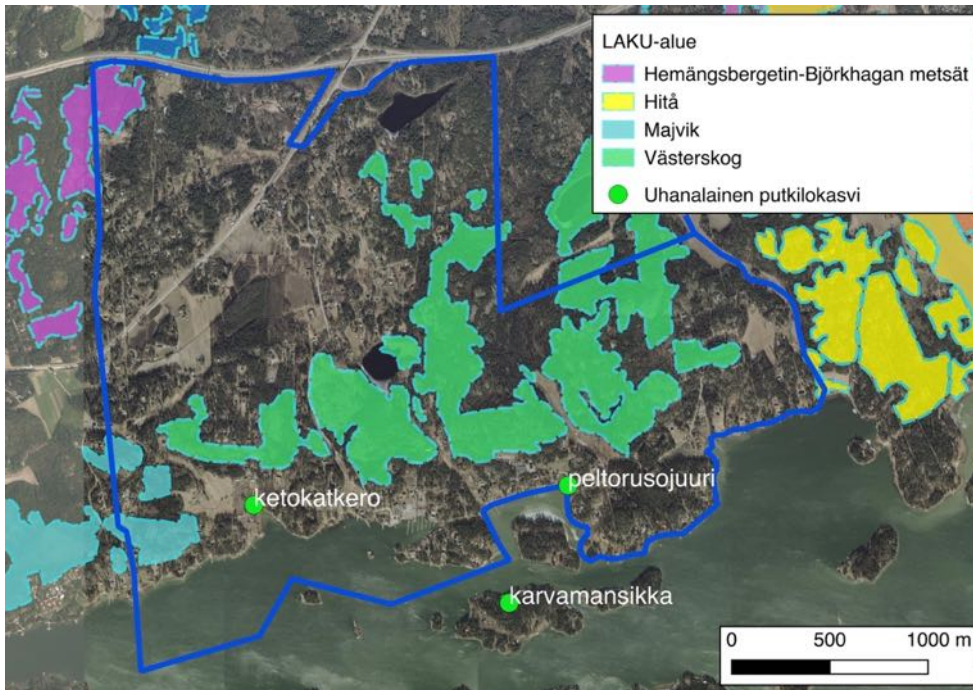 LAKU-alue
Hemängsbergetin-Björkhagan metsät
Hitå
Majvik
Västerskog
Uhanalainen putkilokasvi
peltorusojuuri
ketokatkero
karvamansikka
0 500 1000 m